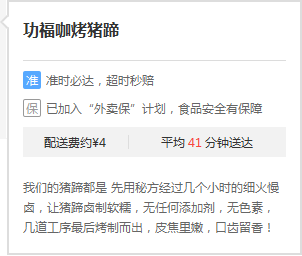 功福咖烤猪蹄
准 准时必达，超时秒赔
保 已加入“外卖保”计划，食品安全有保障
配送费约¥4 平均 41 分钟送达
我们的猪蹄都是 先用秘方经过几个小时的细火慢
卤，让猪蹄卤制软糯，无任何添加剂，无色素，
几道工序最后烤制而出，皮焦里嫩，口齿留香！